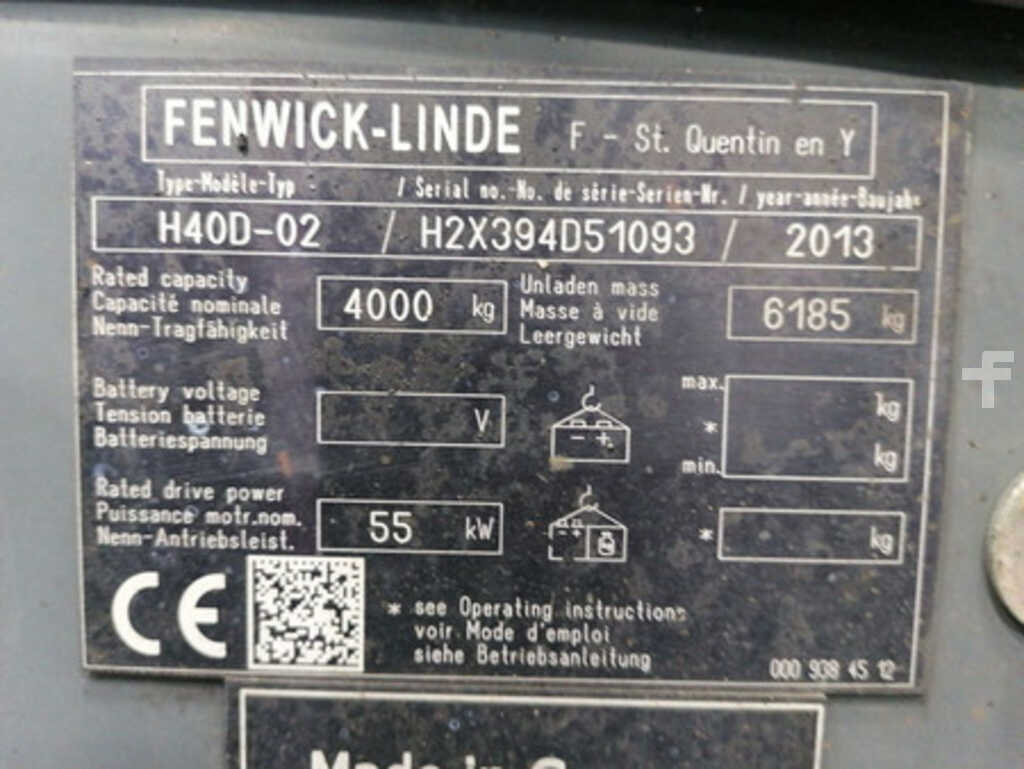 FENWICK-LINDE F - St. Quentin en Y
Type-Modèle-Typ / Serial no.-No. de série-Serien-Nr. / year-année-Baujahr
H40D-02 / H2X394D51093 / 2013
Rated capacity
Capacité nominale
Nenn-Tragfähigkeit
4000 kg
Unladen mass
Masse à vide
Leergewicht
6185 kg
Battery voltage
Tension batterie
Batteriespannung
V
max.
*
min.
kg
kg
Rated drive power
Puissance motr.nom.
Nenn-Antriebsleist.
55 kW
* kg
CE
* see Operating instructions
voir Mode d'emploi
siehe Betriebsanleitung
000 938 45 12
Made in G
f